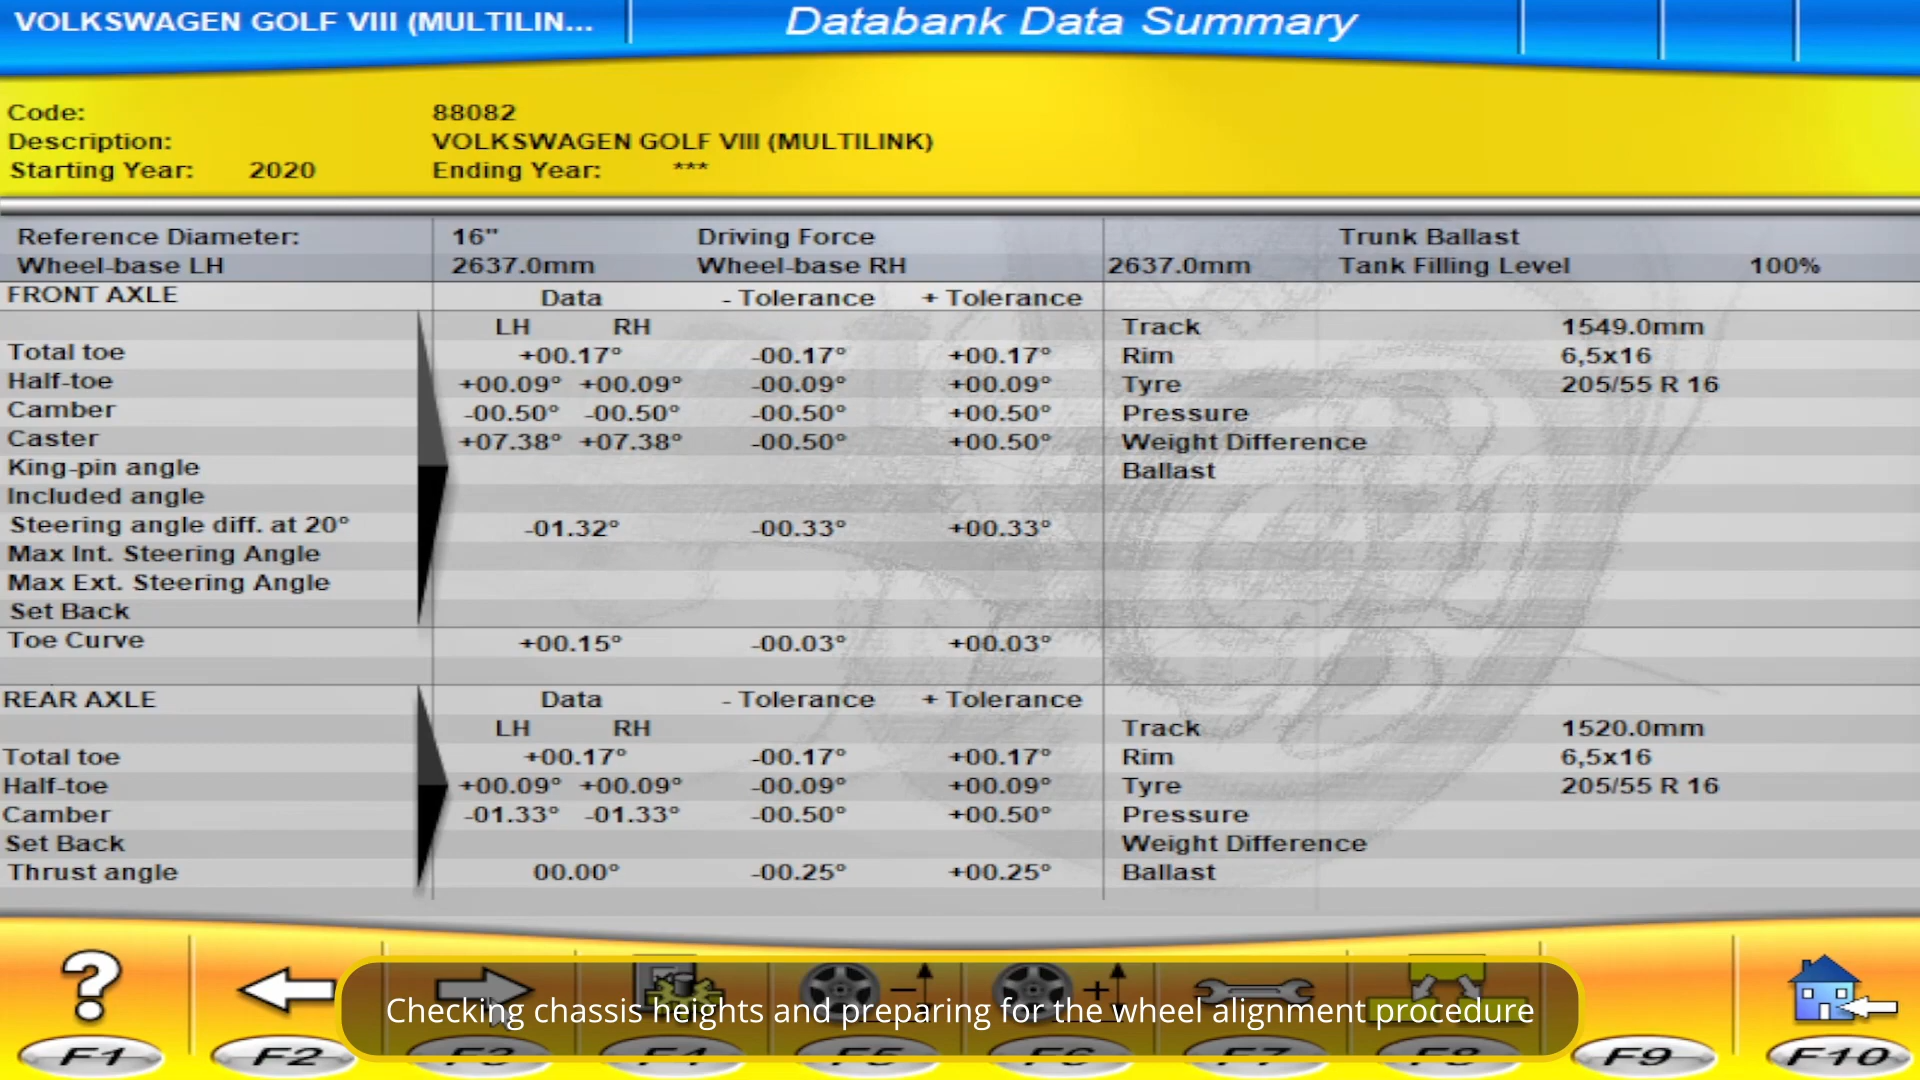 VOLKSWAGEN GOLF VIII (MULTILIN... Databank Data Summary
Code: 88082
Description: VOLKSWAGEN GOLF VIII (MULTILINK)
Starting Year: 2020 Ending Year: ***
Reference Diameter: 16" Driving Force Trunk Ballast
Wheel-base LH 2637.0mm Wheel-base RH 2637.0mm Tank Filling Level 100%
FRONT AXLE Data - Tolerance + Tolerance
LH RH Track 1549.0mm
Total toe +00.17° -00.17° +00.17° Rim 6,5x16
Half-toe +00.09° +00.09° -00.09° +00.09° Tyre 205/55 R 16
Camber -00.50° -00.50° -00.50° +00.50° Pressure
Caster +07.38° +07.38° -00.50° +00.50° Weight Difference
King-pin angle Ballast
Included angle
Steering angle diff. at 20° -01.32° -00.33° +00.33°
Max Int. Steering Angle
Max Ext. Steering Angle
Set Back
Toe Curve +00.15° -00.03° +00.03°
REAR AXLE Data - Tolerance + Tolerance
LH RH Track 1520.0mm
Total toe +00.17° -00.17° +00.17° Rim 6,5x16
Half-toe +00.09° +00.09° -00.09° +00.09° Tyre 205/55 R 16
Camber -01.33° -01.33° -00.50° +00.50° Pressure
Set Back Weight Difference
Thrust angle 00.00° -00.25° +00.25° Ballast
Checking chassis heights and preparing for the wheel alignment procedure
F1 F2 F3 F4 F5 F6 F7 F8 F9 F10